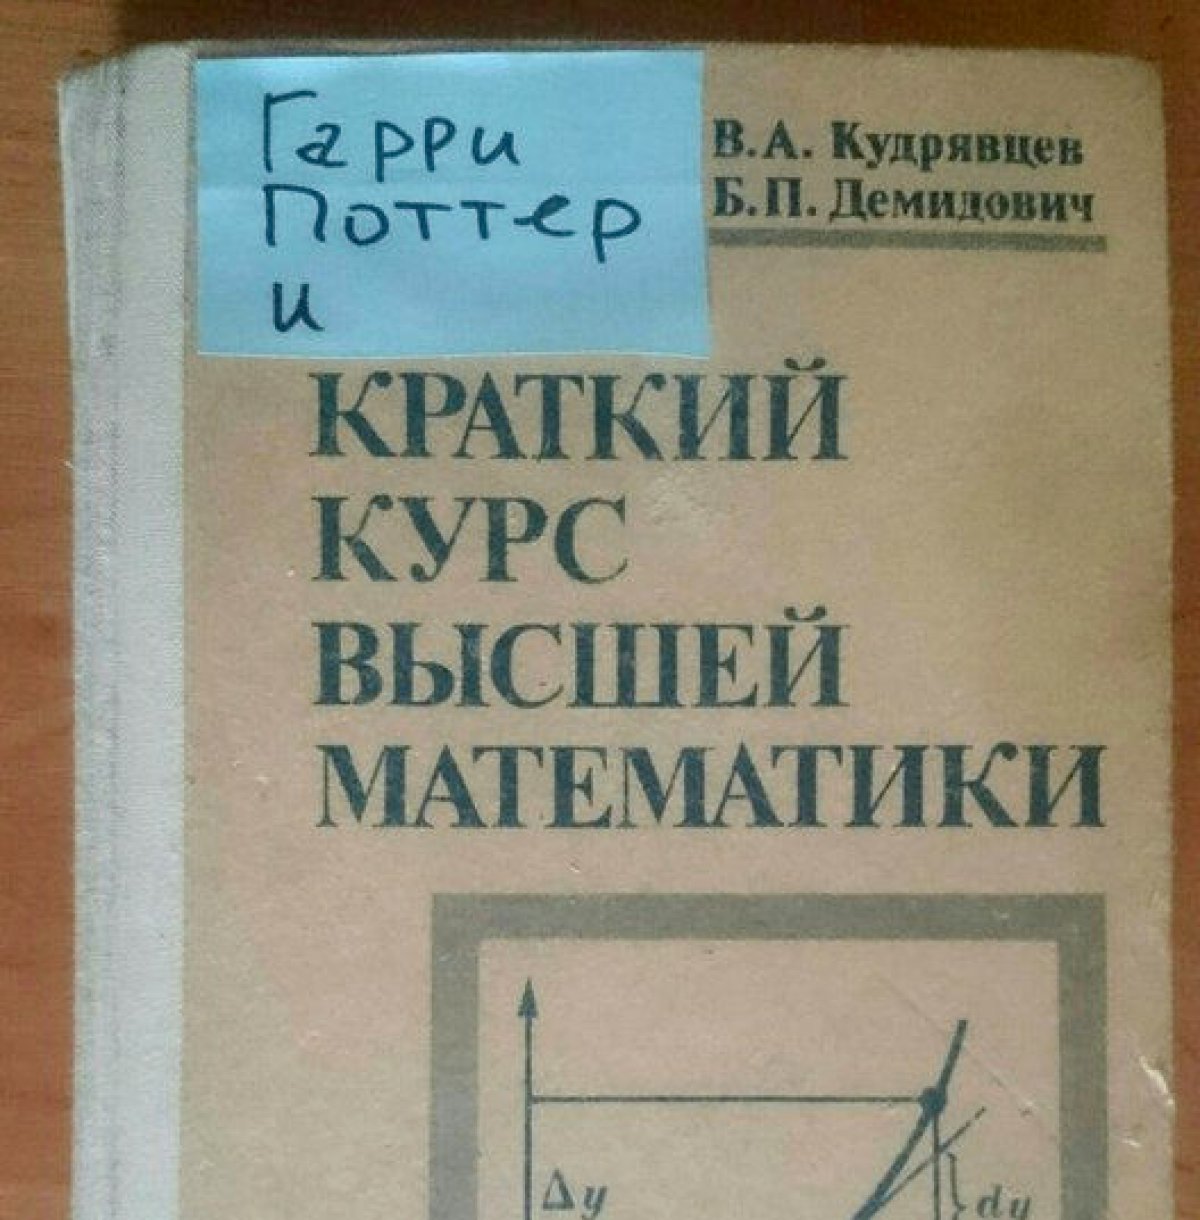 Гарри
Поттер
и
В.А. Кудрявцев
Б.П. Демидович
КРАТКИЙ
КУРС
ВЫСШЕЙ
МАТЕМАТИКИ
Δy
dy